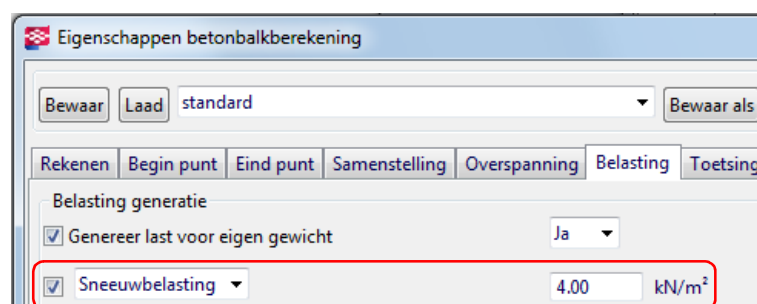 Eigenschappen betonbalkberekening
Bewaar Laad standard Bewaar als
Rekenen Begin punt Eind punt Samenstelling Overspanning Belasting Toetsing
Belasting generatie
Genereer last voor eigen gewicht Ja
Sneeuwbelasting 4.00 kN/m²